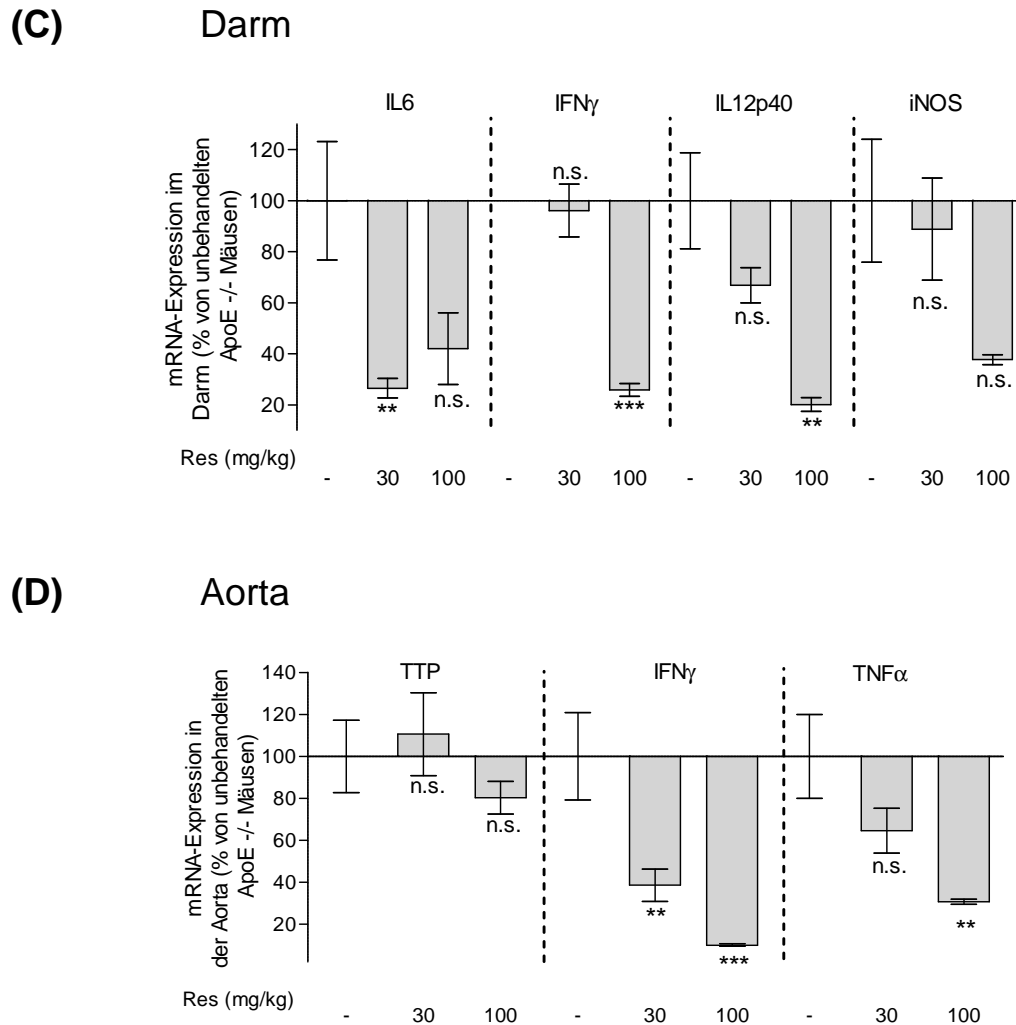 (C) Darm
IL6 IFNγ IL12p40 iNOS
mRNA-Expression im
Darm (% von unbehandelten
ApoE -/- Mäusen)
120
100
80
60
40
20
** n.s. n.s. *** n.s. ** n.s. n.s.
Res (mg/kg)
- 30 100 - 30 100 - 30 100 - 30 100
(D) Aorta
TTP IFNγ TNFα
mRNA-Expression in
der Aorta (% von unbehandelten
ApoE -/- Mäusen)
140
120
100
80
60
40
20
n.s. n.s. ** *** n.s. **
Res (mg/kg)
- 30 100 - 30 100 - 30 100